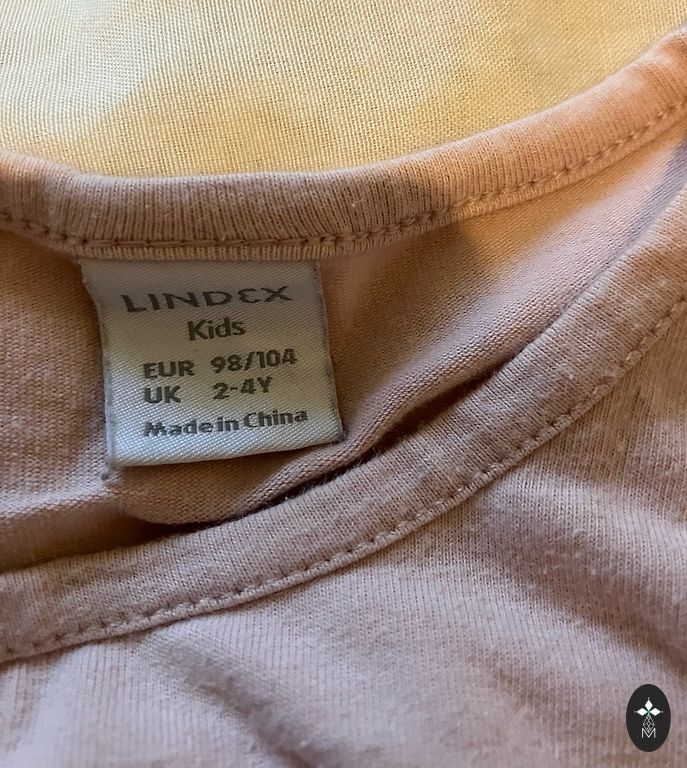 LINDEX
Kids
EUR 98/104
UK 2-4Y
Made in China
M